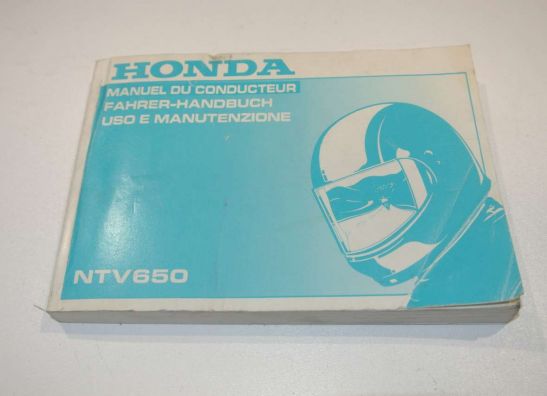 HONDA
MANUEL DU CONDUCTEUR
FAHRER-HANDBUCH
USO E MANUTENZIONE
NTV650